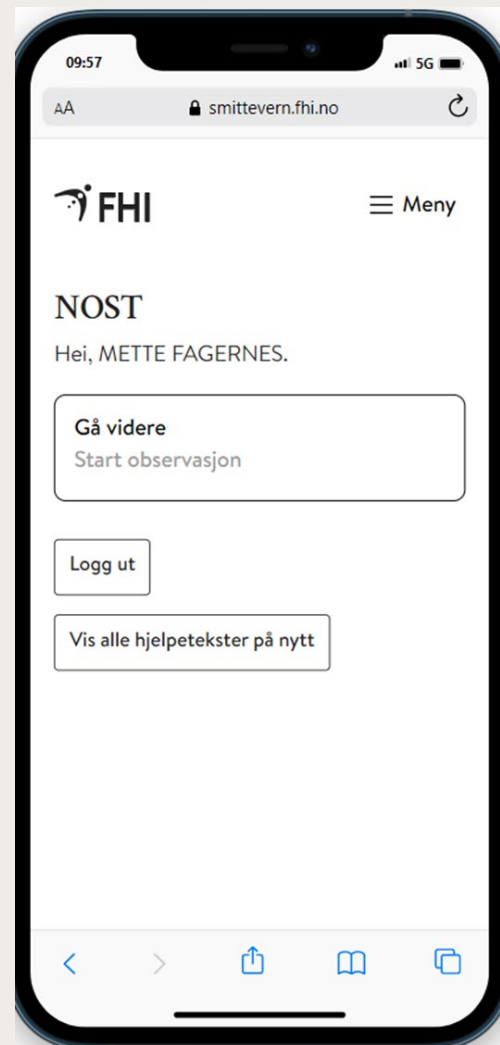 09:57
5G
AA smittevern.fhi.no
FHI
Meny
NOST
Hei, METTE FAGERNES.
Gå videre
Start observasjon
Logg ut
Vis alle hjelpetekster på nytt